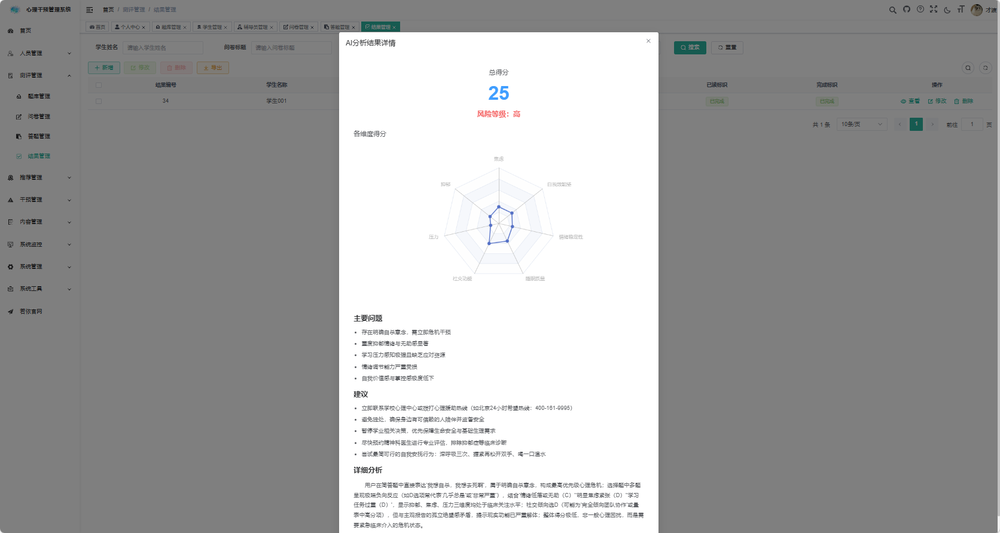 心理干预管理系统
首页 / 测评管理 / 结果管理
才渡
首页
人员管理
测评管理
题库管理
问卷管理
答题管理
结果管理
推荐管理
干预管理
内容管理
系统监控
系统管理
系统工具
若依官网
首页 个人中心 × 题库管理 × 学生管理 × 辅导员管理 × 问卷管理 × 答题管理 × 结果管理 ×
学生姓名 请输入学生姓名 问卷标题 请输入问卷标题 搜索 重置
新增 修改 删除 导出
结果编号 学生名称 已读标识 完成标识 操作
34 学生001 已完成 已完成 查看 修改 删除
共 1 条 10条/页 1 前往 1 页
AI分析结果详情
总得分
25
风险等级：高
各维度得分
焦虑
抑郁
自我效能感
压力
情绪稳定性
社交功能
睡眠质量
主要问题
• 存在明确自杀意念，需立即危机干预
• 重度抑郁情绪与无助感显著
• 学习压力感知极强且缺乏应对资源
• 情绪调节能力严重受损
• 自我价值感与掌控感极度低下
建议
• 立即联系学校心理中心或拨打心理援助热线（如北京24小时希望热线：400-161-9995）
• 避免独处，确保身边有可信赖的人陪伴并监督安全
• 暂停学业相关决策，优先保障生命安全与基础生理需求
• 尽快预约精神科医生进行专业评估，排除抑郁症等临床诊断
• 尝试最简可行的自我安抚行为：深呼吸三次、握紧再松开双手、喝一口温水
详细分析
用户在简答题中直接表达'我想自杀，我想去死啊'，属于明确自杀意念，构成最高优先级心理危机；选择题中多题
呈现极端负向反应（如D选项常代表'几乎总是'或'非常严重'），结合'情绪低落或无助（C）''明显焦虑紧张（D）''学习
任务过重（D）'，显示抑郁、焦虑、压力三维度均处于临床关注水平；社交倾向选D（可能为'完全倾向团队协作'或量
表中高分项），但与主观报告的孤立绝望感矛盾，提示现实功能已严重解体；整体得分极低，非一般心理困扰，而是需
要紧急临床介入的危机状态。